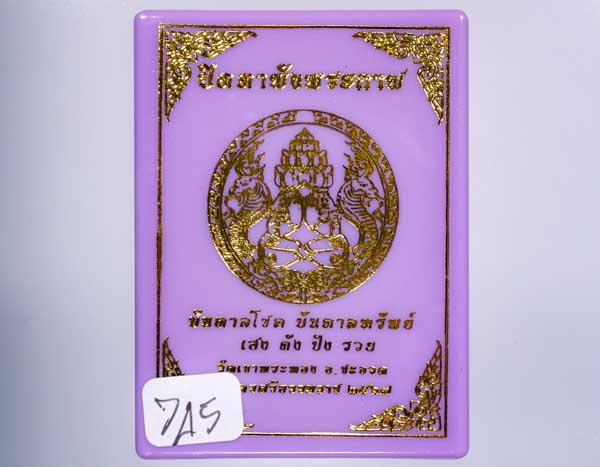 ปิดตาพังพระกาฬ
บันดาลโชค บันดาลทรัพย์
เฮง ดัง ปัง รวย
วัดเขาพระทอง อ.ชะอวด
นครศรีธรรมราช ๒๕๖๗
745